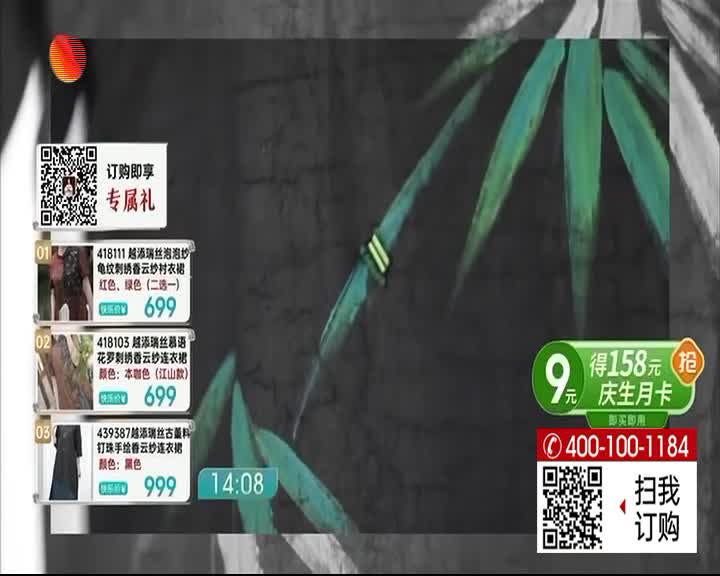 订购即享
专属礼
01
418111 越添瑞丝泡泡纱
龟纹刺绣香云纱衬衣裙
红色、绿色（二选一）
快乐价¥ 699
02
418103 越添瑞丝慕语
花罗刺绣香云纱连衣裙
颜色：本咖色（江山款）
快乐价¥ 699
03
439387越添瑞丝古董料
钉珠手绘香云纱连衣裙
颜色：黑色
快乐价¥ 999
14:08
9元
得158元
庆生月卡
抢
即买即用
400-100-1184
扫我
订购